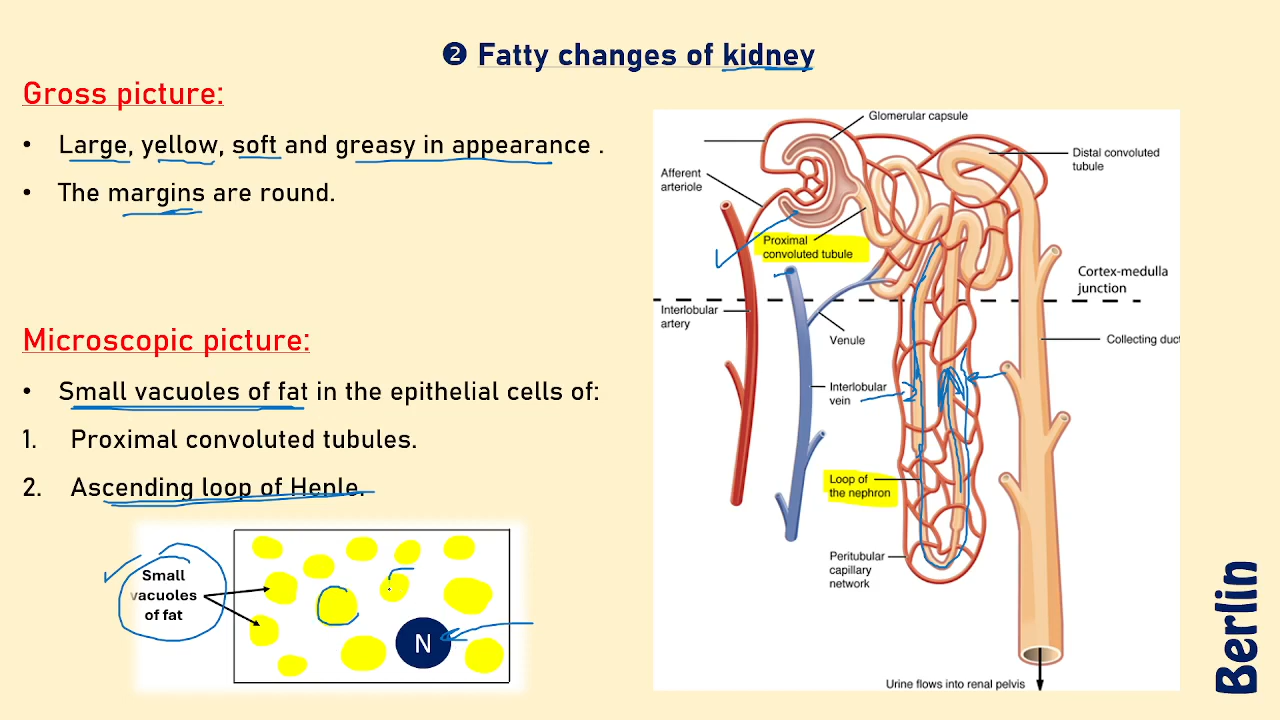 ❷ Fatty changes of kidney
Gross picture:
• Large, yellow, soft and greasy in appearance .
• The margins are round.
Microscopic picture:
• Small vacuoles of fat in the epithelial cells of:
1. Proximal convoluted tubules.
2. Ascending loop of Henle.
Small
vacuoles
of fat
N
Glomerular capsule
Distal convoluted
tubule
Afferent
arteriole
Proximal
convoluted tubule
Cortex-medulla
junction
Interlobular
artery
Venule
Collecting duct
Interlobular
vein
Loop of
the nephron
Peritubular
capillary
network
Urine flows into renal pelvis
Berlin